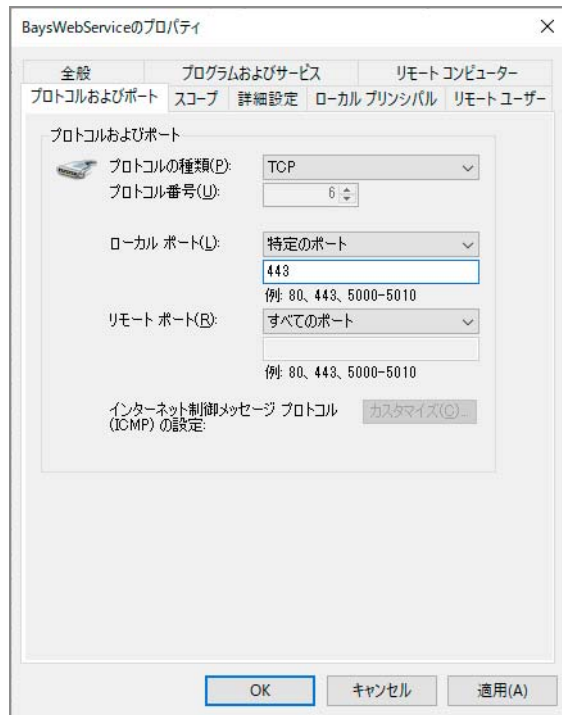 BaysWebServiceのプロパティ
全般 プログラムおよびサービス リモート コンピューター
プロトコルおよびポート スコープ 詳細設定 ローカル プリンシパル リモート ユーザー
プロトコルおよびポート
プロトコルの種類(P): TCP
プロトコル番号(U): 6
ローカル ポート(L): 特定のポート
443
例: 80、443、5000-5010
リモート ポート(R): すべてのポート
例: 80、443、5000-5010
インターネット制御メッセージ プロトコル
(ICMP) の設定:
カスタマイズ(C)...
OK キャンセル 適用(A)